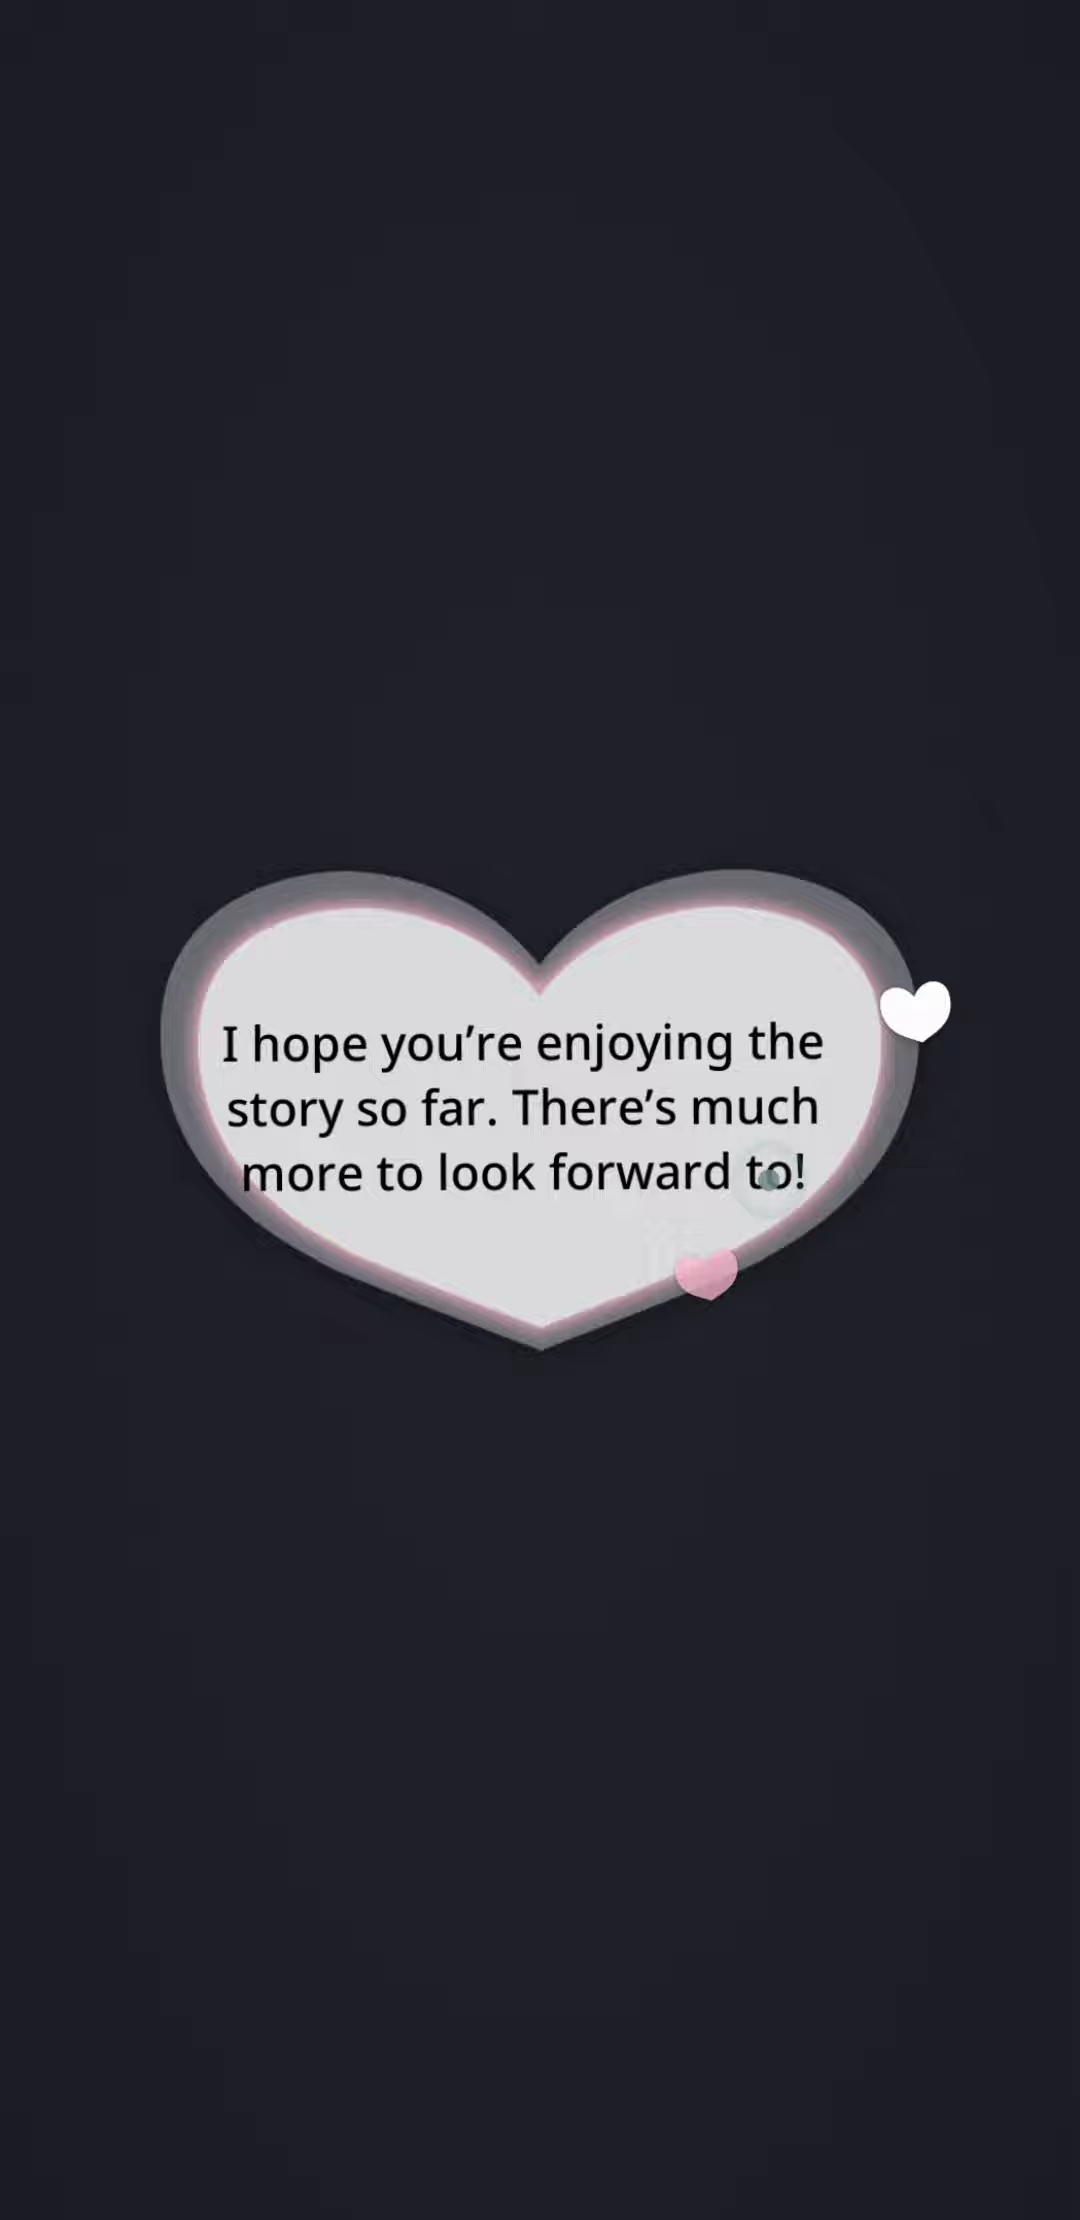 I hope you’re enjoying the
story so far. There’s much
more to look forward to!